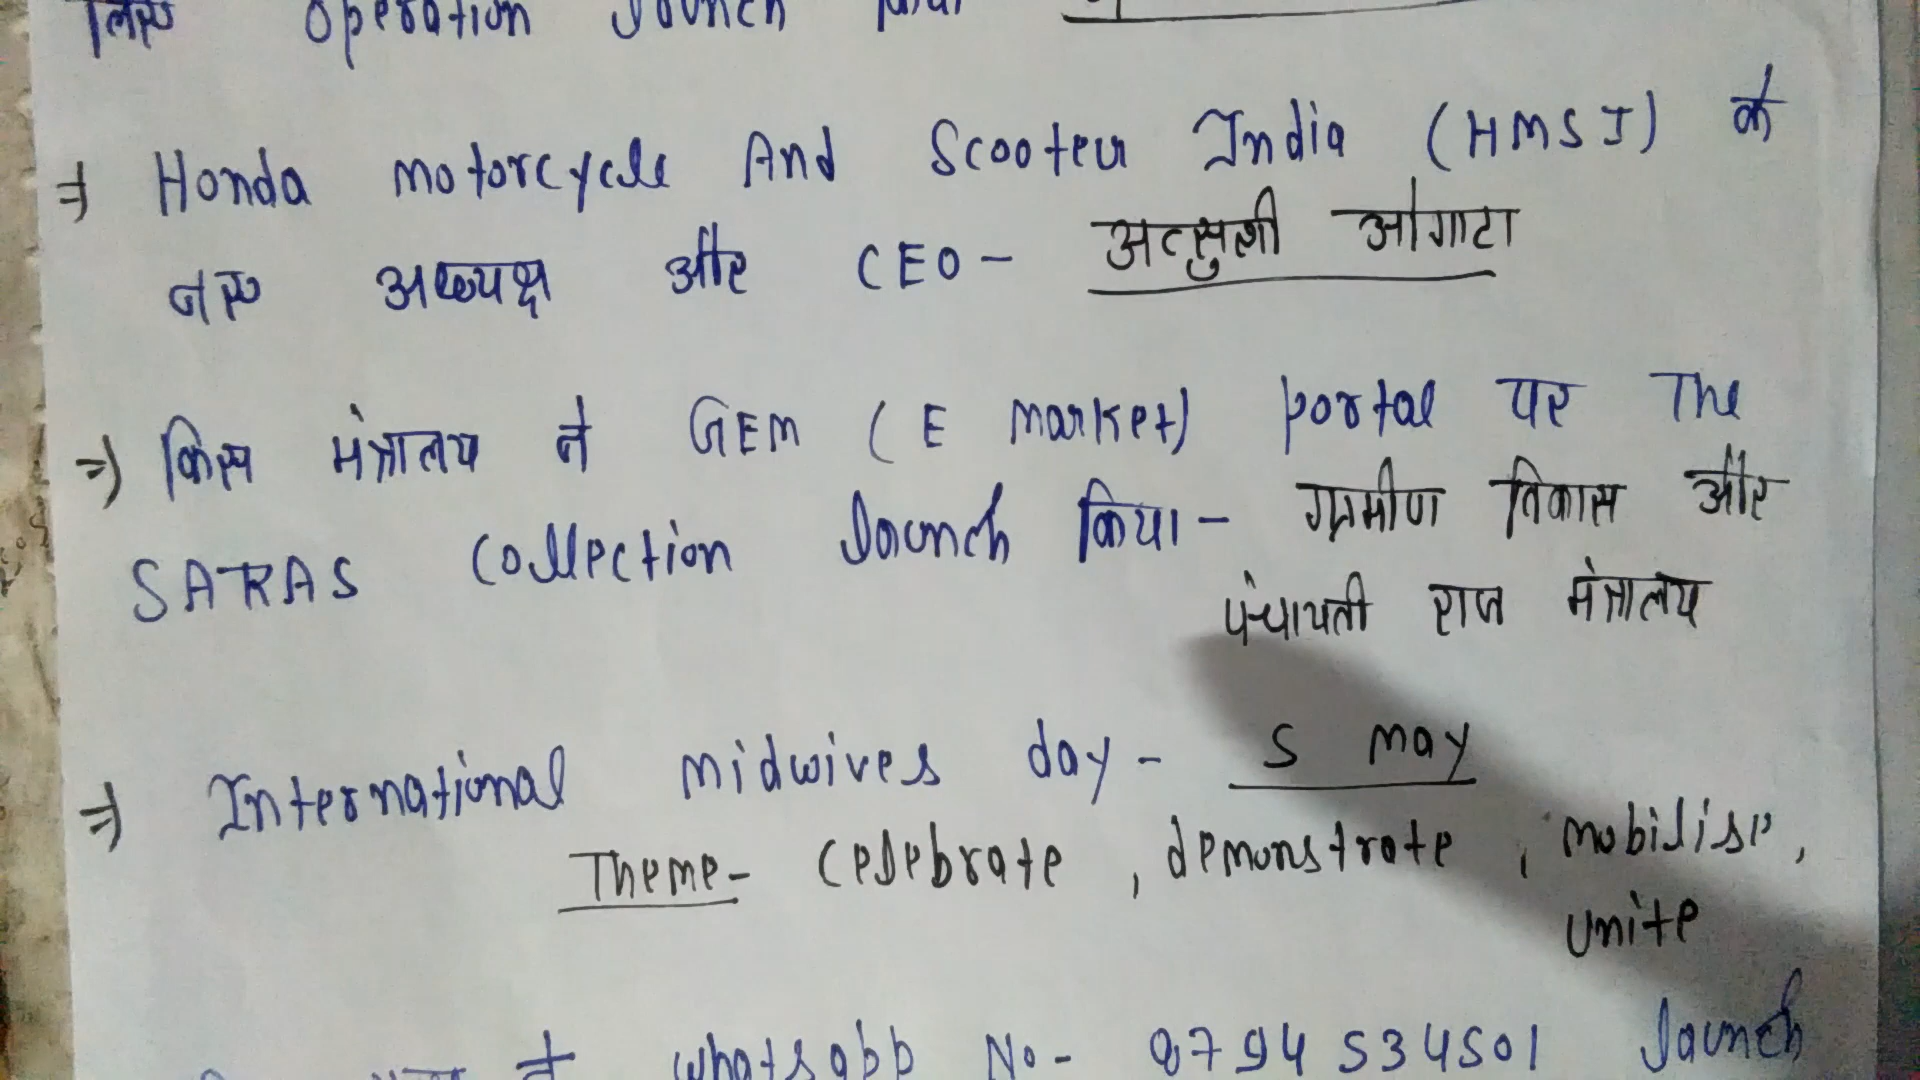 लिए operation launch किया
⇒ Honda motorcycle And Scooter India (HMSI) के
नए अध्यक्ष और CEO - अत्सुशी ओगाटा
⇒ किस मंत्रालय ने GEM (E market) portal पर The
SARAS Collection launch किया - ग्रामीण विकास और
पंचायती राज मंत्रालय
⇒ International midwives day - 5 may
Theme - Celebrate, demonstrate, mobilise,
unite
ने whatsapp No - 9794534501 launch